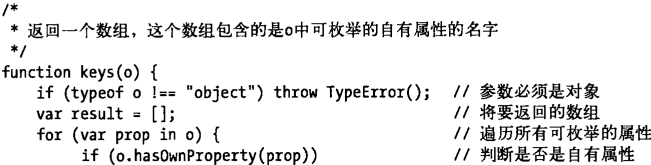 /*
 * 返回一个数组，这个数组包含的是o中可枚举的自有属性的名字
 */
function keys(o) {
    if (typeof o !== "object") throw TypeError();  // 参数必须是对象
    var result = [];                               // 将要返回的数组
    for (var prop in o) {                          // 遍历所有可枚举的属性
        if (o.hasOwnProperty(prop))                // 判断是否是自有属性